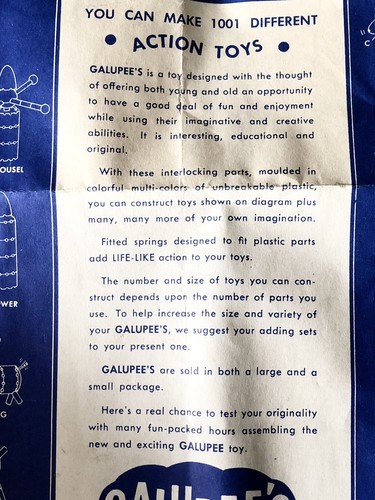 YOU CAN MAKE 1001 DIFFERENT
• ACTION TOYS •
GALUPEE'S is a toy designed with the thought
of offering both young and old an opportunity
to have a good deal of fun and enjoyment
while using their imaginative and creative
abilities. It is interesting, educational and
original.
With these interlocking parts, moulded in
colorful multi-colors of unbreakable plastic,
you can construct toys shown on diagram plus
many, many more of your own imagination.
Fitted springs designed to fit plastic parts
add LIFE-LIKE action to your toys.
The number and size of toys you can con-
struct depends upon the number of parts you
use. To help increase the size and variety of
your GALUPEE'S, we suggest your adding sets
to your present one.
GALUPEE'S are sold in both a large and a
small package.
Here's a real chance to test your originality
with many fun-packed hours assembling the
new and exciting GALUPEE toy.
GALUPEE'S
OUSEL
WER
G
C